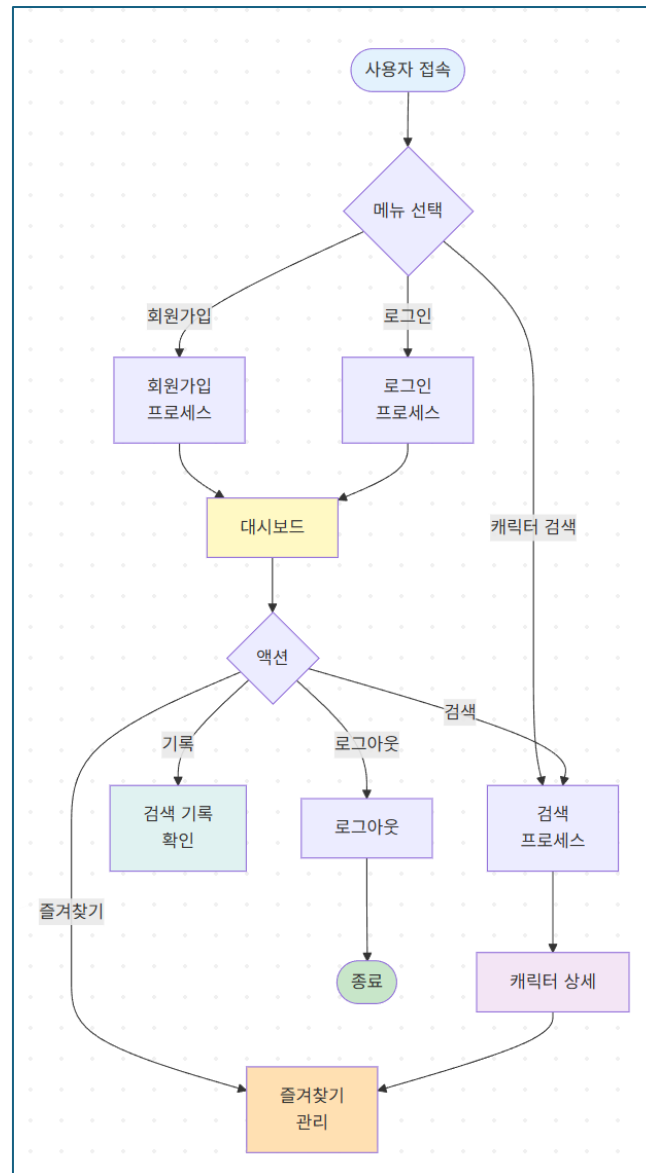 사용자 접속
메뉴 선택
회원가입
로그인
회원가입
프로세스
로그인
프로세스
대시보드
캐릭터 검색
액션
검색
기록
로그아웃
검색 기록
확인
로그아웃
검색
프로세스
즐겨찾기
종료
캐릭터 상세
즐겨찾기
관리